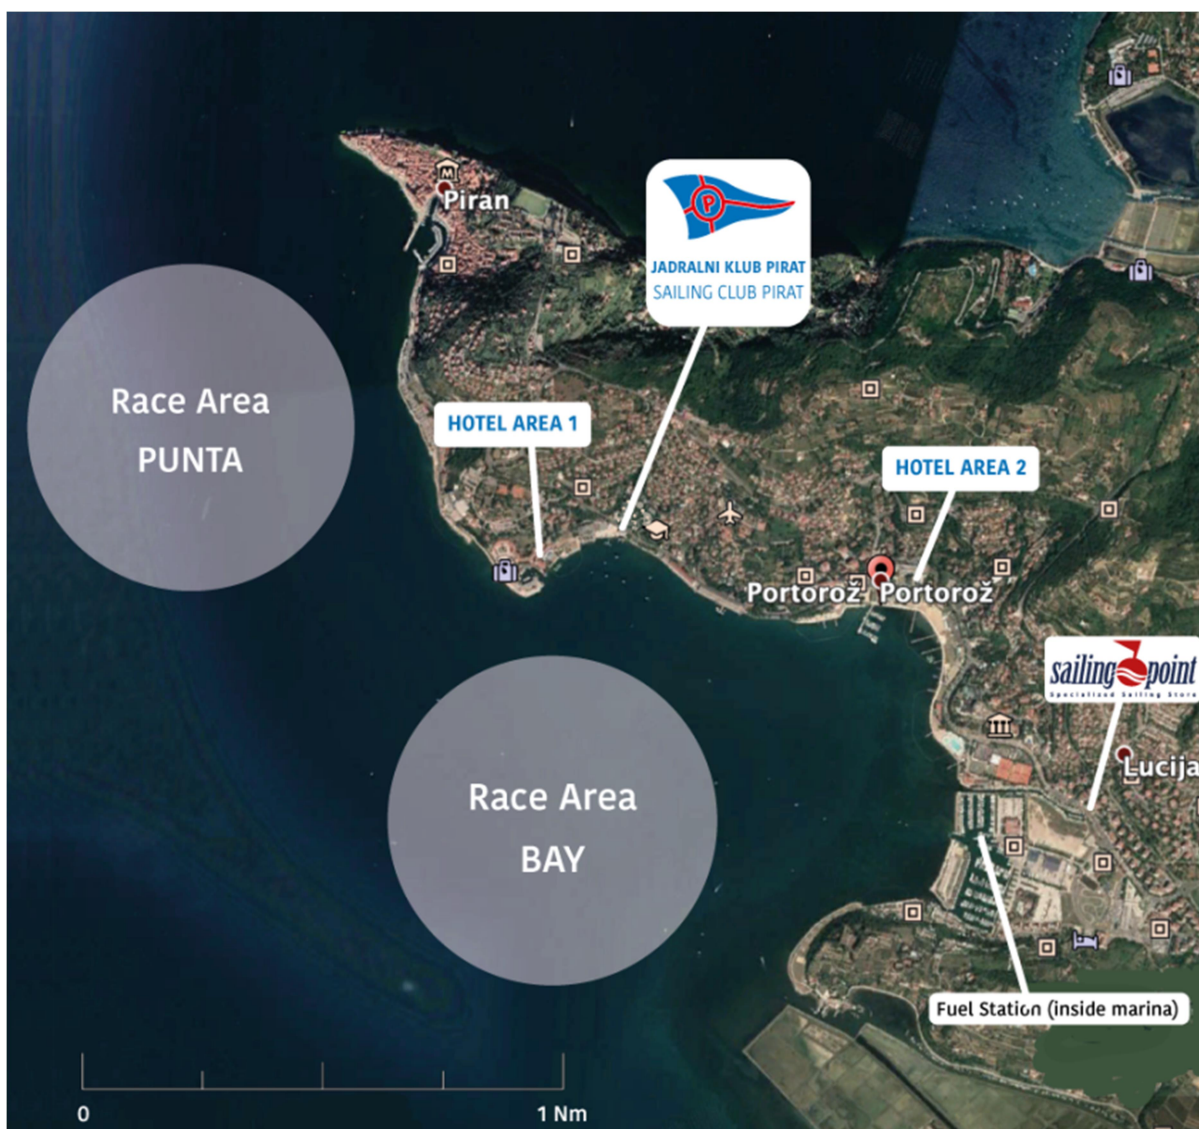 Piran
P
JADRALNI KLUB PIRAT
SAILING CLUB PIRAT
Race Area
PUNTA
HOTEL AREA 1
HOTEL AREA 2
Portorož Portorož
sailing point
Specialized Sailing Store
Lucija
Race Area
BAY
Fuel Station (inside marina)
0
1 Nm